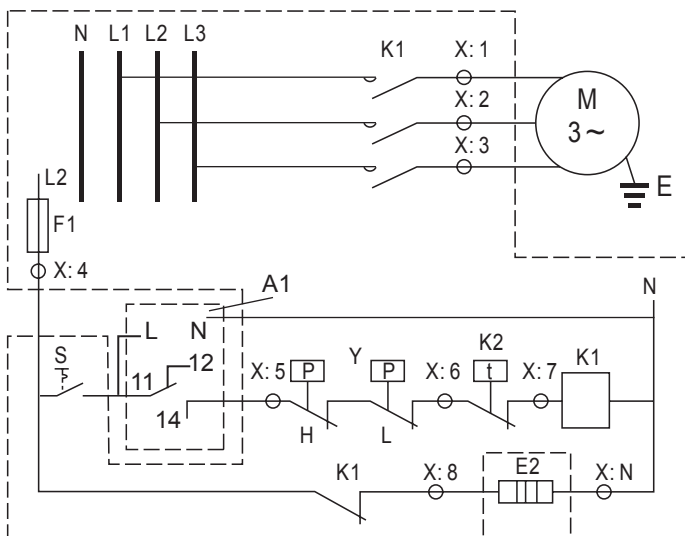 N L1 L2 L3
K1 X: 1
X: 2
X: 3
M
3~
E
L2
F1
X: 4
A1
N
L N
S
12
11
14
X: 5 P Y P X: 6 K2 t X: 7 K1
H L
K1 X: 8 E2 X: N